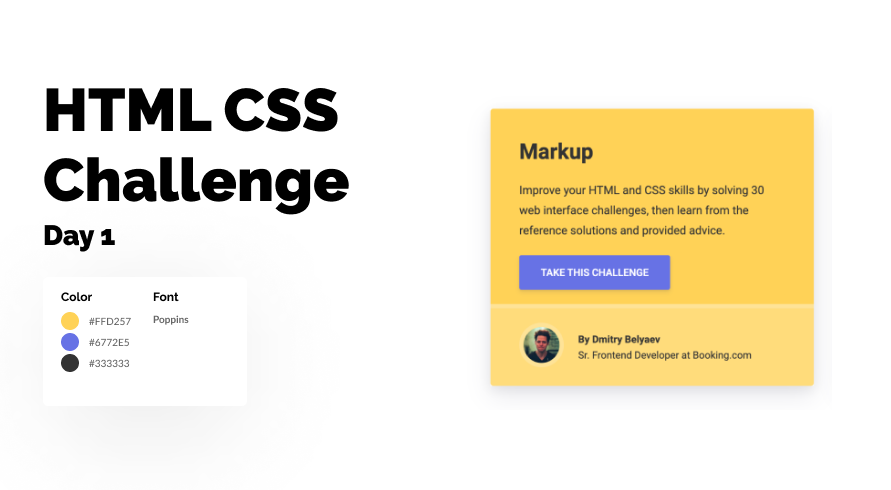 HTML CSS
Challenge
Day 1
Color
Font
#FFD257
Poppins
#6772E5
#333333
Markup
Improve your HTML and CSS skills by solving 30
web interface challenges, then learn from the
reference solutions and provided advice.
TAKE THIS CHALLENGE
By Dmitry Belyaev
Sr. Frontend Developer at Booking.com